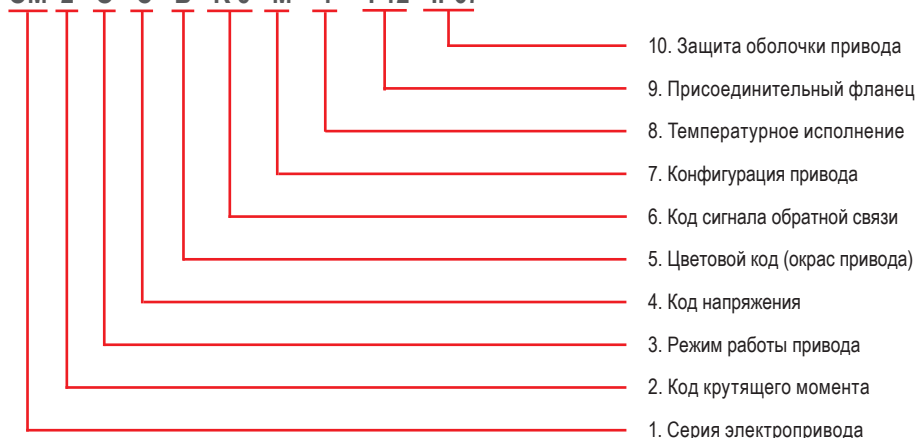 10. Защита оболочки привода
9. Присоединительный фланец
8. Температурное исполнение
7. Конфигурация привода
6. Код сигнала обратной связи
5. Цветовой код (окрас привода)
4. Код напряжения
3. Режим работы привода
2. Код крутящего момента
1. Серия электропривода